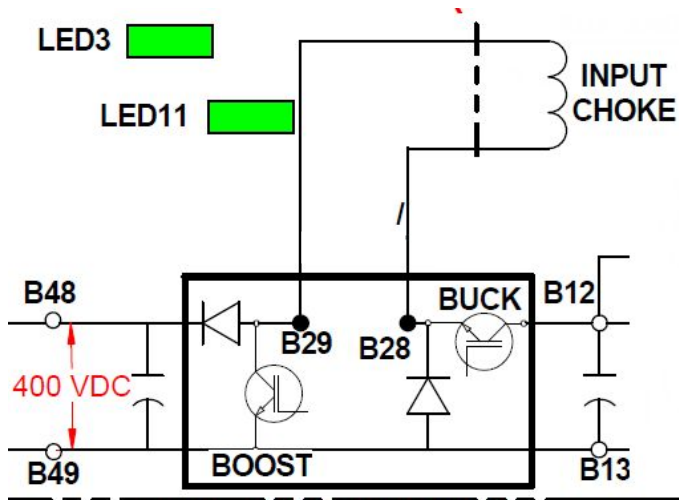 LED3
LED11
INPUT
CHOKE
B48
B29
B28
BUCK
B12
400 VDC
B49
BOOST
B13